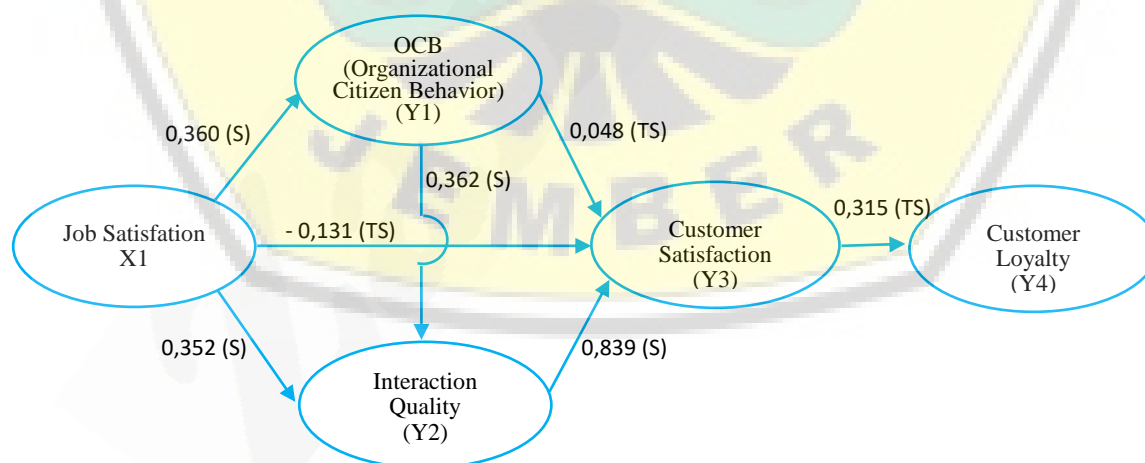 OCB
(Organizational
Citizen Behavior)
(Y1)
0,360 (S)
0,048 (TS)
0,362 (S)
JEMBER
Job Satisfation
X1
- 0,131 (TS)
Customer
Satisfaction
(Y3)
0,315 (TS)
Customer
Loyalty
(Y4)
0,352 (S)
0,839 (S)
Interaction
Quality
(Y2)